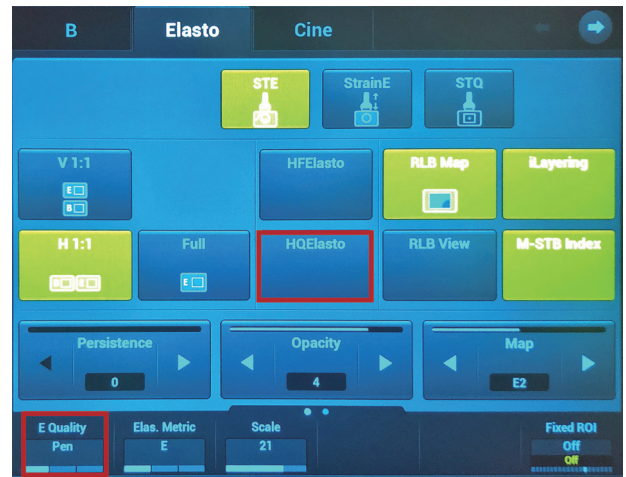 B Elasto Cine
STE StrainE STQ
V 1:1 HFElasto RLB Map iLayering
E
B
H 1:1 Full HQElasto RLB View M-STB Index
E
Persistence Opacity Map
0 4 E2
E Quality Elas. Metric Scale Fixed ROI
Pen E 21 Off
Off